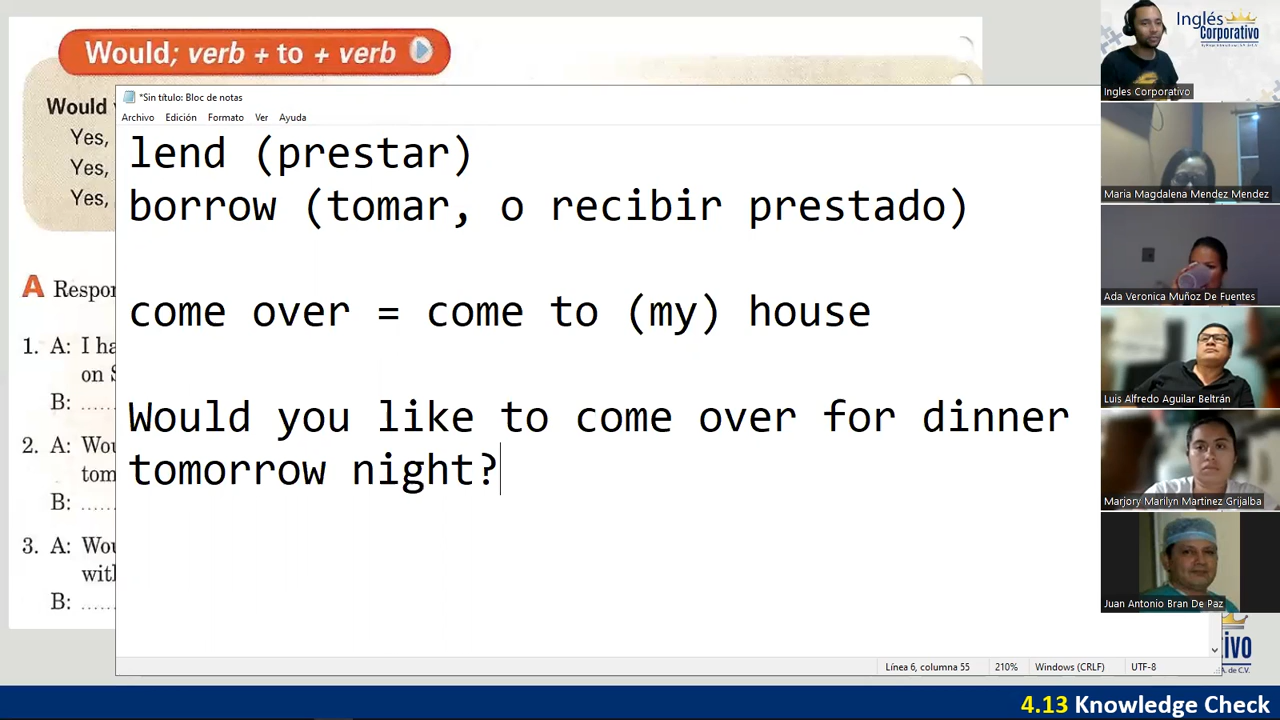 Would; verb + to + verb
Would
Yes,
Yes,
Yes,
*Sin título: Bloc de notas
Archivo Edición Formato Ver Ayuda
lend (prestar)
borrow (tomar, o recibir prestado)
come over = come to (my) house
Would you like to come over for dinner
tomorrow night?
A Respon
1. A: I ha
on S
B:
2. A: Wou
tom
B:
3. A: Wou
with
B:
Línea 6, columna 55 210% Windows (CRLF) UTF-8
Inglés
Corporativo
Ingles Corporativo
Maria Magdalena Mendez Mendez
Ada Veronica Muñoz De Fuentes
Luis Alfredo Aguilar Beltrán
Marjory Marilyn Martinez Grijalba
Juan Antonio Bran De Paz
ivo
A. de C.V.
4.13 Knowledge Check